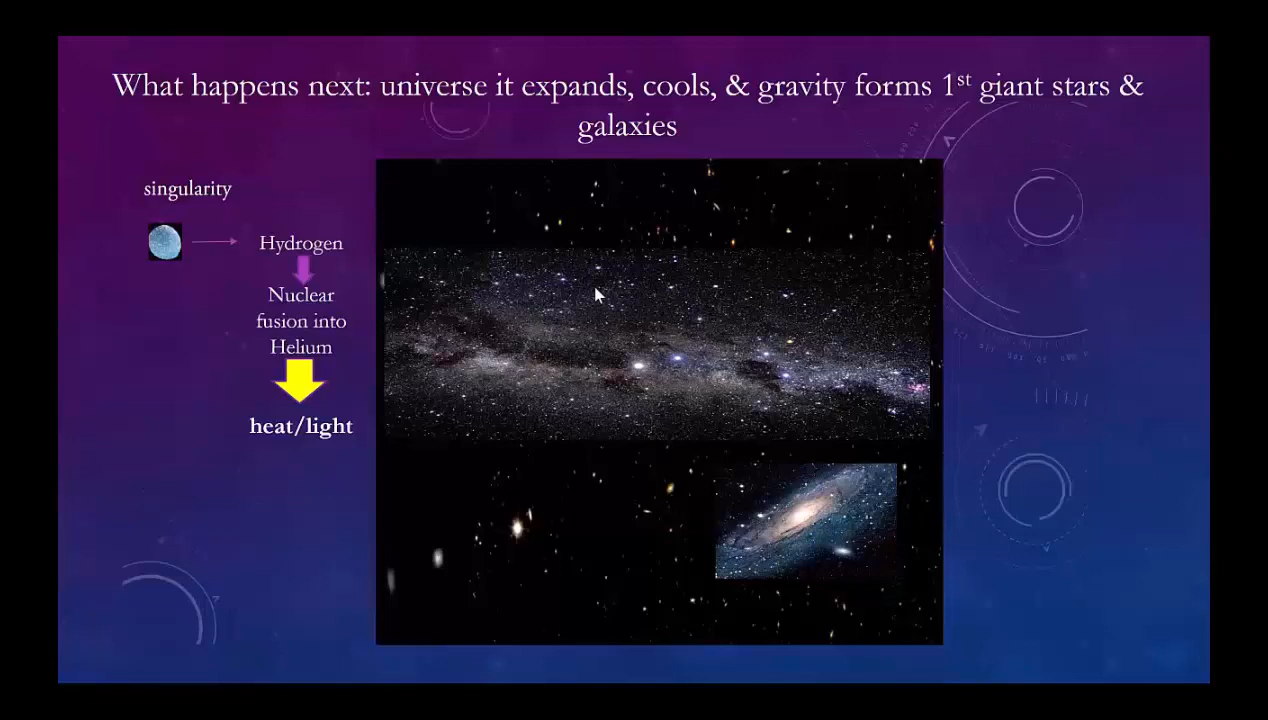 What happens next: universe it expands, cools, & gravity forms 1st giant stars &
galaxies
singularity
Hydrogen
Nuclear
fusion into
Helium
heat/light